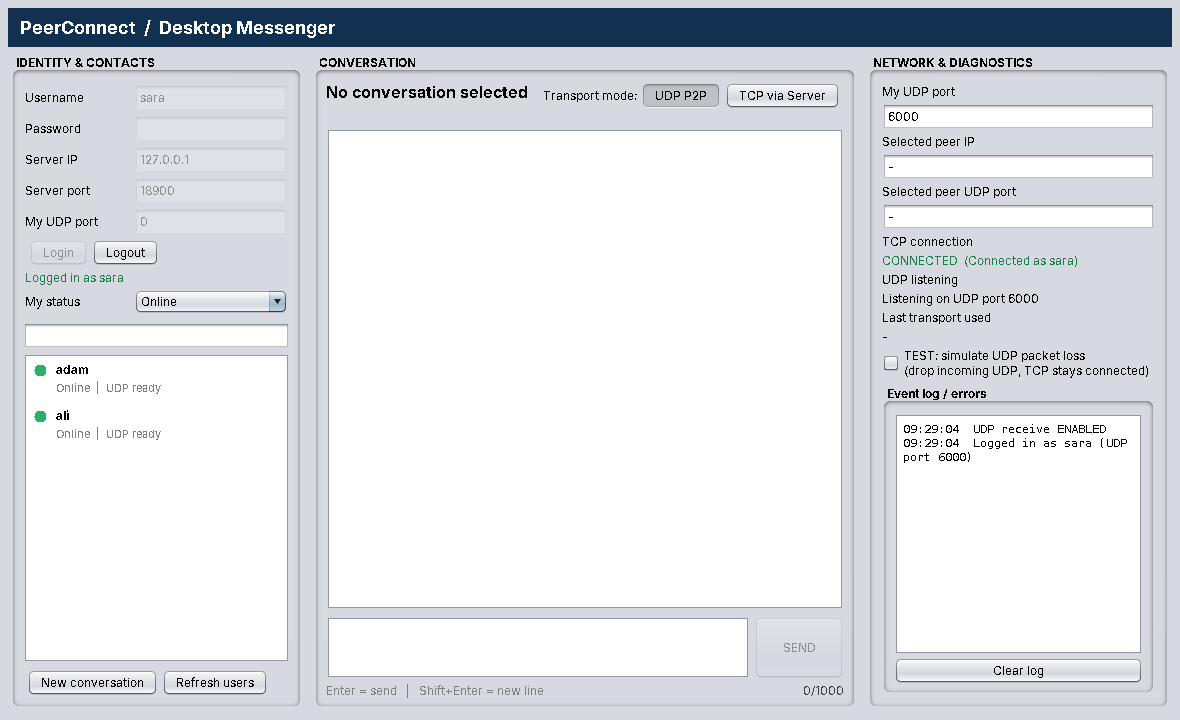 PeerConnect / Desktop Messenger
IDENTITY & CONTACTS
Username
sara
Password
Server IP
127.0.0.1
Server port
18900
My UDP port
0
Login
Logout
Logged in as sara
My status
Online
adam
Online | UDP ready
ali
Online | UDP ready
New conversation
Refresh users
CONVERSATION
No conversation selected
Transport mode:
UDP P2P
TCP via Server
SEND
Enter = send | Shift+Enter = new line
0/1000
NETWORK & DIAGNOSTICS
My UDP port
6000
Selected peer IP
-
Selected peer UDP port
-
TCP connection
CONNECTED (Connected as sara)
UDP listening
Listening on UDP port 6000
Last transport used
-
TEST: simulate UDP packet loss
(drop incoming UDP, TCP stays connected)
Event log / errors
09:29:04 UDP receive ENABLED
09:29:04 Logged in as sara (UDP
port 6000)
Clear log